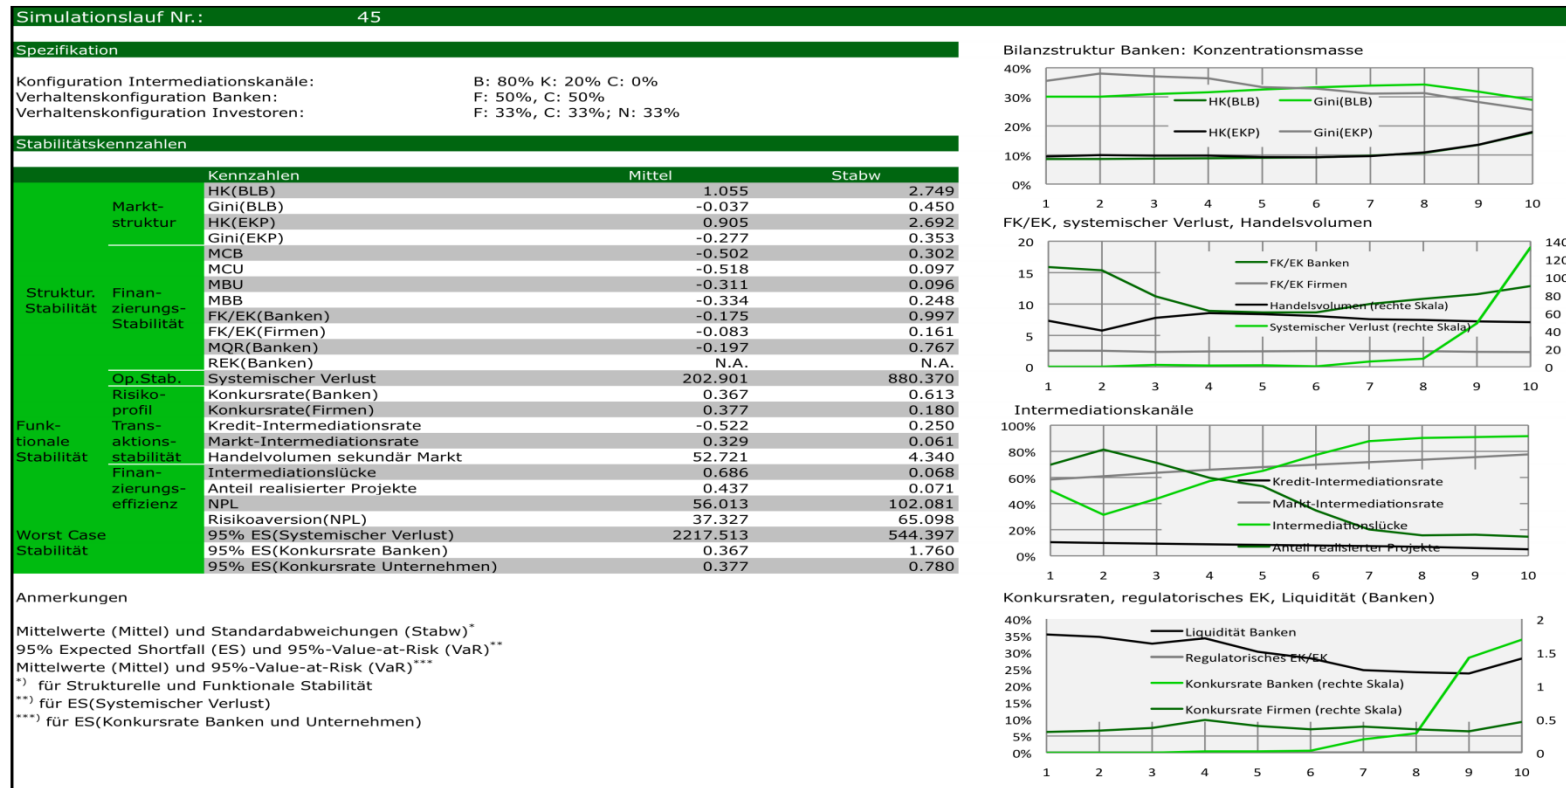 Simulationslauf Nr.: 45
Spezifikation
Konfiguration Intermediationskanäle: B: 80% K: 20% C: 0%
Verhaltenskonfiguration Banken: F: 50%, C: 50%
Verhaltenskonfiguration Investoren: F: 33%, C: 33%; N: 33%
Stabilitätskennzahlen
Kennzahlen Mittel Stabw
Struktur. Stabilität
Markt-struktur
HK(BLB) 1.055 2.749
Gini(BLB) -0.037 0.450
HK(EKP) 0.905 2.692
Gini(EKP) -0.277 0.353
Finan-zierungs-Stabilität
MCB -0.502 0.302
MCU -0.518 0.097
MBU -0.311 0.096
MBB -0.334 0.248
FK/EK(Banken) -0.175 0.997
FK/EK(Firmen) -0.083 0.161
MQR(Banken) -0.197 0.767
REK(Banken) N.A. N.A.
Funk-tionale Stabilität
Op.Stab. Systemischer Verlust 202.901 880.370
Risiko-profil
Konkursrate(Banken) 0.367 0.613
Konkursrate(Firmen) 0.377 0.180
Trans-aktions-stabilität
Kredit-Intermediationsrate -0.522 0.250
Markt-Intermediationsrate 0.329 0.061
Handelvolumen sekundär Markt 52.721 4.340
Finan-zierungs-effizienz
Intermediationslücke 0.686 0.068
Anteil realisierter Projekte 0.437 0.071
NPL 56.013 102.081
Risikoaversion(NPL) 37.327 65.098
Worst Case Stabilität
95% ES(Systemischer Verlust) 2217.513 544.397
95% ES(Konkursrate Banken) 0.367 1.760
95% ES(Konkursrate Unternehmen) 0.377 0.780
Anmerkungen
Mittelwerte (Mittel) und Standardabweichungen (Stabw)*
95% Expected Shortfall (ES) und 95%-Value-at-Risk (VaR)**
Mittelwerte (Mittel) und 95%-Value-at-Risk (VaR)***
*) für Strukturelle und Funktionale Stabilität
**) für ES(Systemischer Verlust)
***) für ES(Konkursrate Banken und Unternehmen)
Bilanzstruktur Banken: Konzentrationsmasse
40%
30%
20%
10%
0%
HK(BLB) Gini(BLB)
HK(EKP) Gini(EKP)
1 2 3 4 5 6 7 8 9 10
FK/EK, systemischer Verlust, Handelsvolumen
20 140
120
15 100
80
10 60
5 40
20
0 0
FK/EK Banken
FK/EK Firmen
Handelsvolumen (rechte Skala)
Systemischer Verlust (rechte Skala)
1 2 3 4 5 6 7 8 9 10
Intermediationskanäle
100%
80%
60%
40%
20%
0%
Kredit-Intermediationsrate
Markt-Intermediationsrate
Intermediationslücke
Anteil realisierter Projekte
1 2 3 4 5 6 7 8 9 10
Konkursraten, regulatorisches EK, Liquidität (Banken)
40% 2
35%
30% 1.5
25%
20% 1
15%
10% 0.5
5%
0% 0
Liquidität Banken
Regulatorisches EK/EK
Konkursrate Banken (rechte Skala)
Konkursrate Firmen (rechte Skala)
1 2 3 4 5 6 7 8 9 10